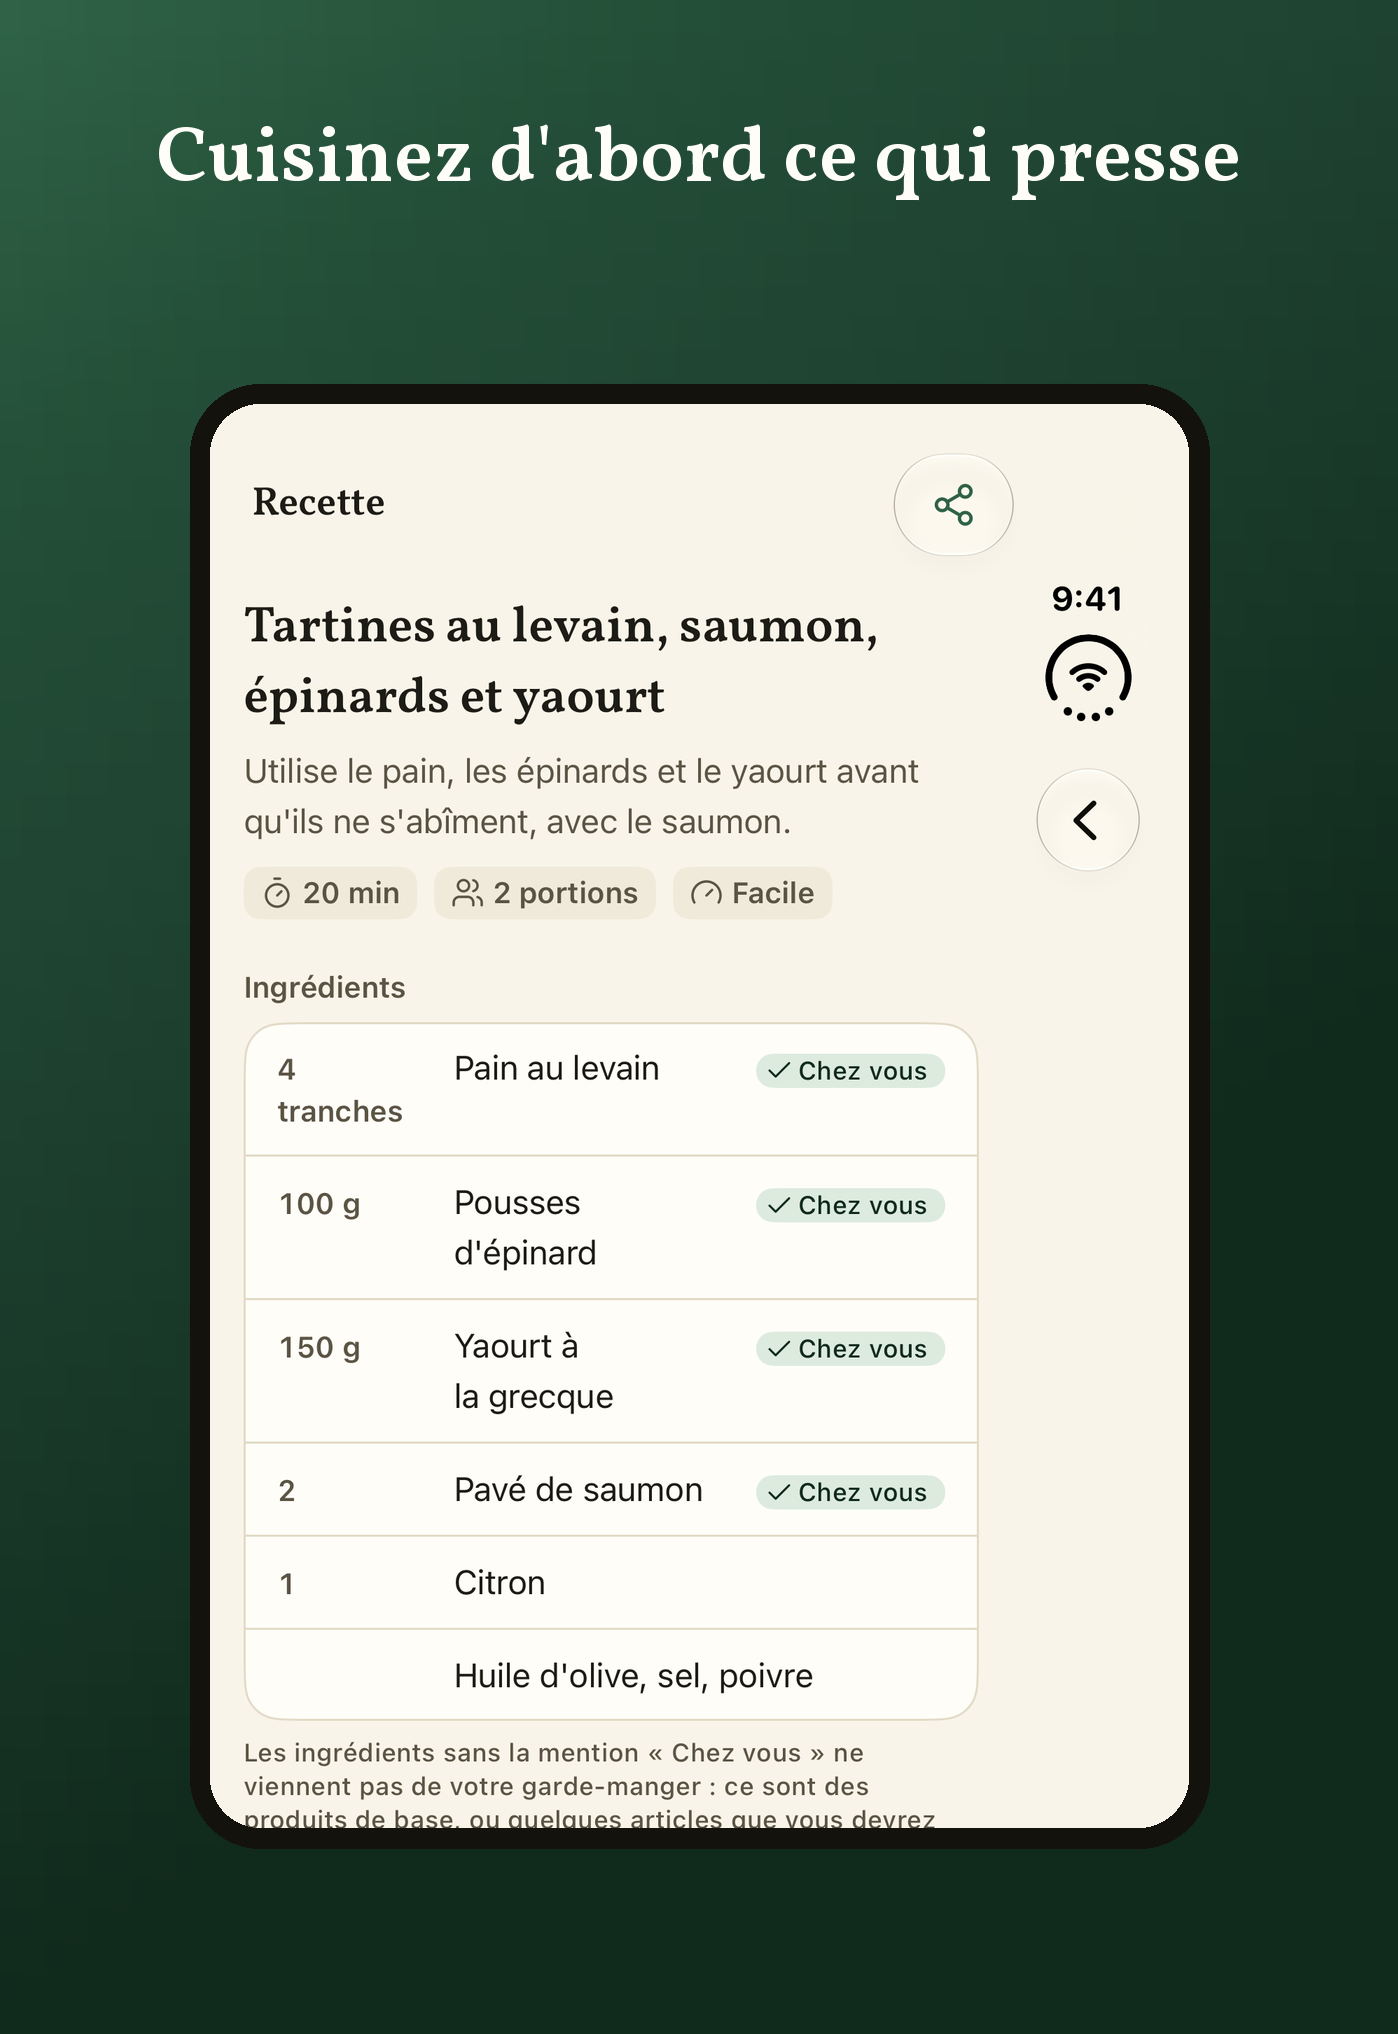 Cuisinez d'abord ce qui presse
Recette
9:41
Tartines au levain, saumon,
épinards et yaourt
Utilise le pain, les épinards et le yaourt avant
qu'ils ne s'abîment, avec le saumon.
20 min
2 portions
Facile
Ingrédients
4
tranches
Pain au levain
Chez vous
100 g
Pousses
d'épinard
Chez vous
150 g
Yaourt à
la grecque
Chez vous
2
Pavé de saumon
Chez vous
1
Citron
Huile d'olive, sel, poivre
Les ingrédients sans la mention « Chez vous » ne
viennent pas de votre garde-manger : ce sont des
produits de base, ou quelques articles que vous devrez